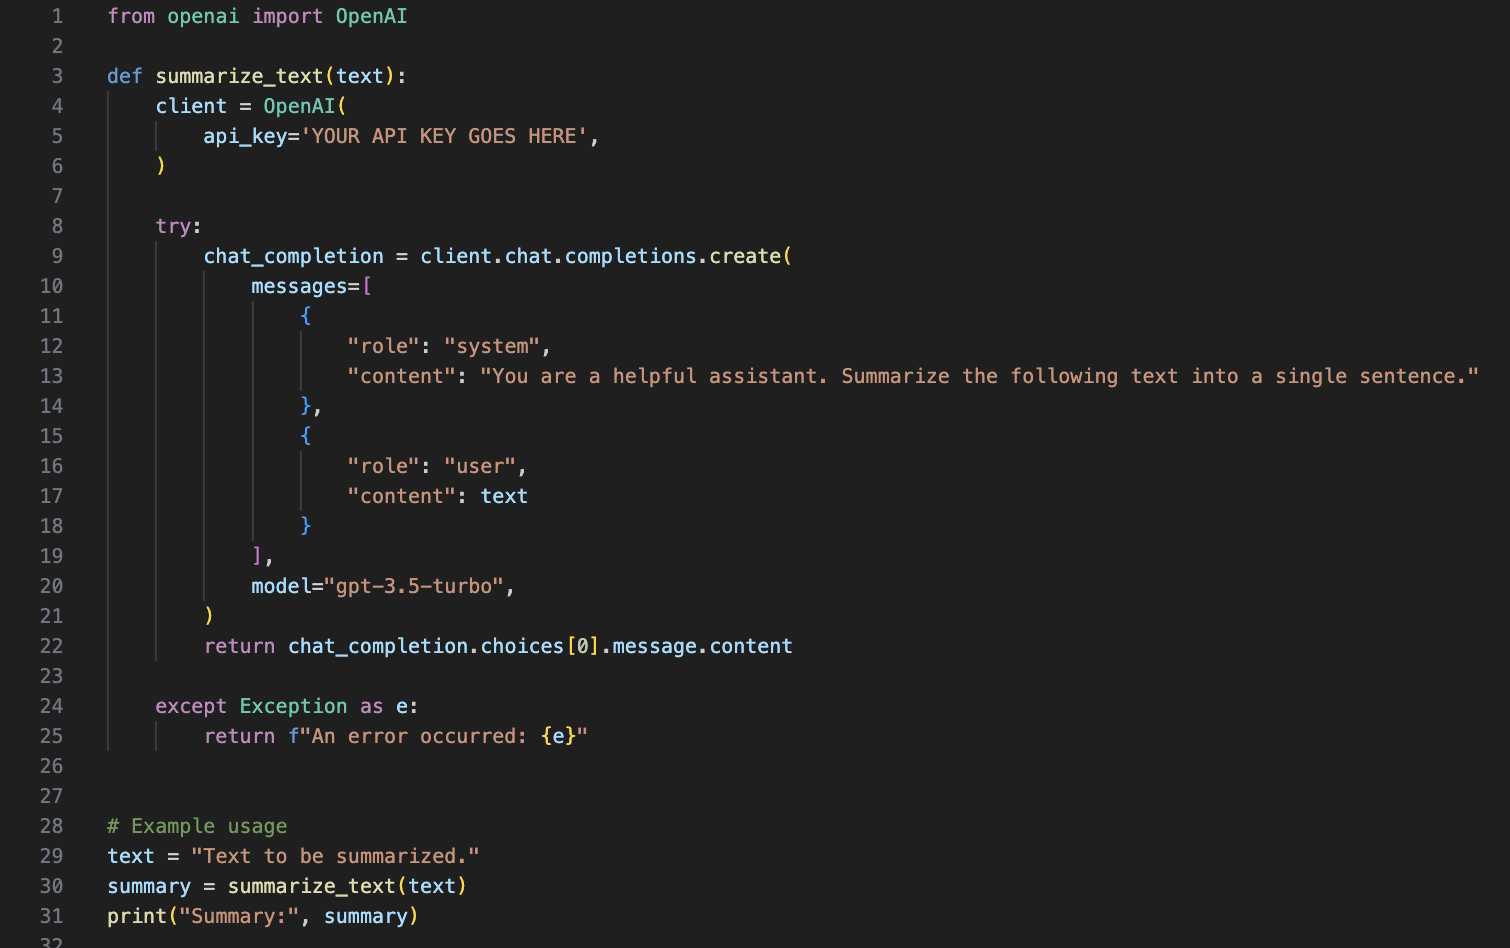 1 from openai import OpenAI
2
3 def summarize_text(text):
4     client = OpenAI(
5         api_key='YOUR API KEY GOES HERE',
6     )
7
8     try:
9         chat_completion = client.chat.completions.create(
10             messages=[
11                 {
12                     "role": "system",
13                     "content": "You are a helpful assistant. Summarize the following text into a single sentence."
14                 },
15                 {
16                     "role": "user",
17                     "content": text
18                 }
19             ],
20             model="gpt-3.5-turbo",
21         )
22         return chat_completion.choices[0].message.content
23
24     except Exception as e:
25         return f"An error occurred: {e}"
26
27
28 # Example usage
29 text = "Text to be summarized."
30 summary = summarize_text(text)
31 print("Summary:", summary)
32